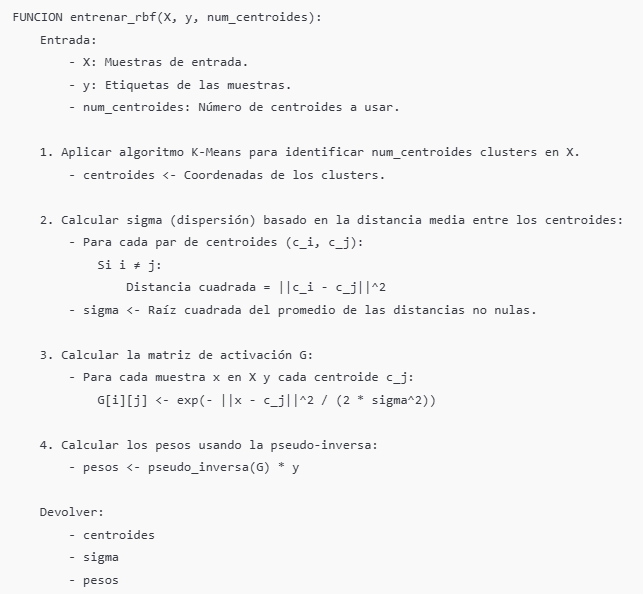 FUNCION entrenar_rbf(X, y, num_centroides):
Entrada:
- X: Muestras de entrada.
- y: Etiquetas de las muestras.
- num_centroides: Número de centroides a usar.
1. Aplicar algoritmo K-Means para identificar num_centroides clusters en X.
- centroides <- Coordenadas de los clusters.
2. Calcular sigma (dispersión) basado en la distancia media entre los centroides:
- Para cada par de centroides (c_i, c_j):
Si i ≠ j:
Distancia cuadrada = ||c_i - c_j||^2
- sigma <- Raíz cuadrada del promedio de las distancias no nulas.
3. Calcular la matriz de activación G:
- Para cada muestra x en X y cada centroide c_j:
G[i][j] <- exp(- ||x - c_j||^2 / (2 * sigma^2))
4. Calcular los pesos usando la pseudo-inversa:
- pesos <- pseudo_inversa(G) * y
Devolver:
- centroides
- sigma
- pesos